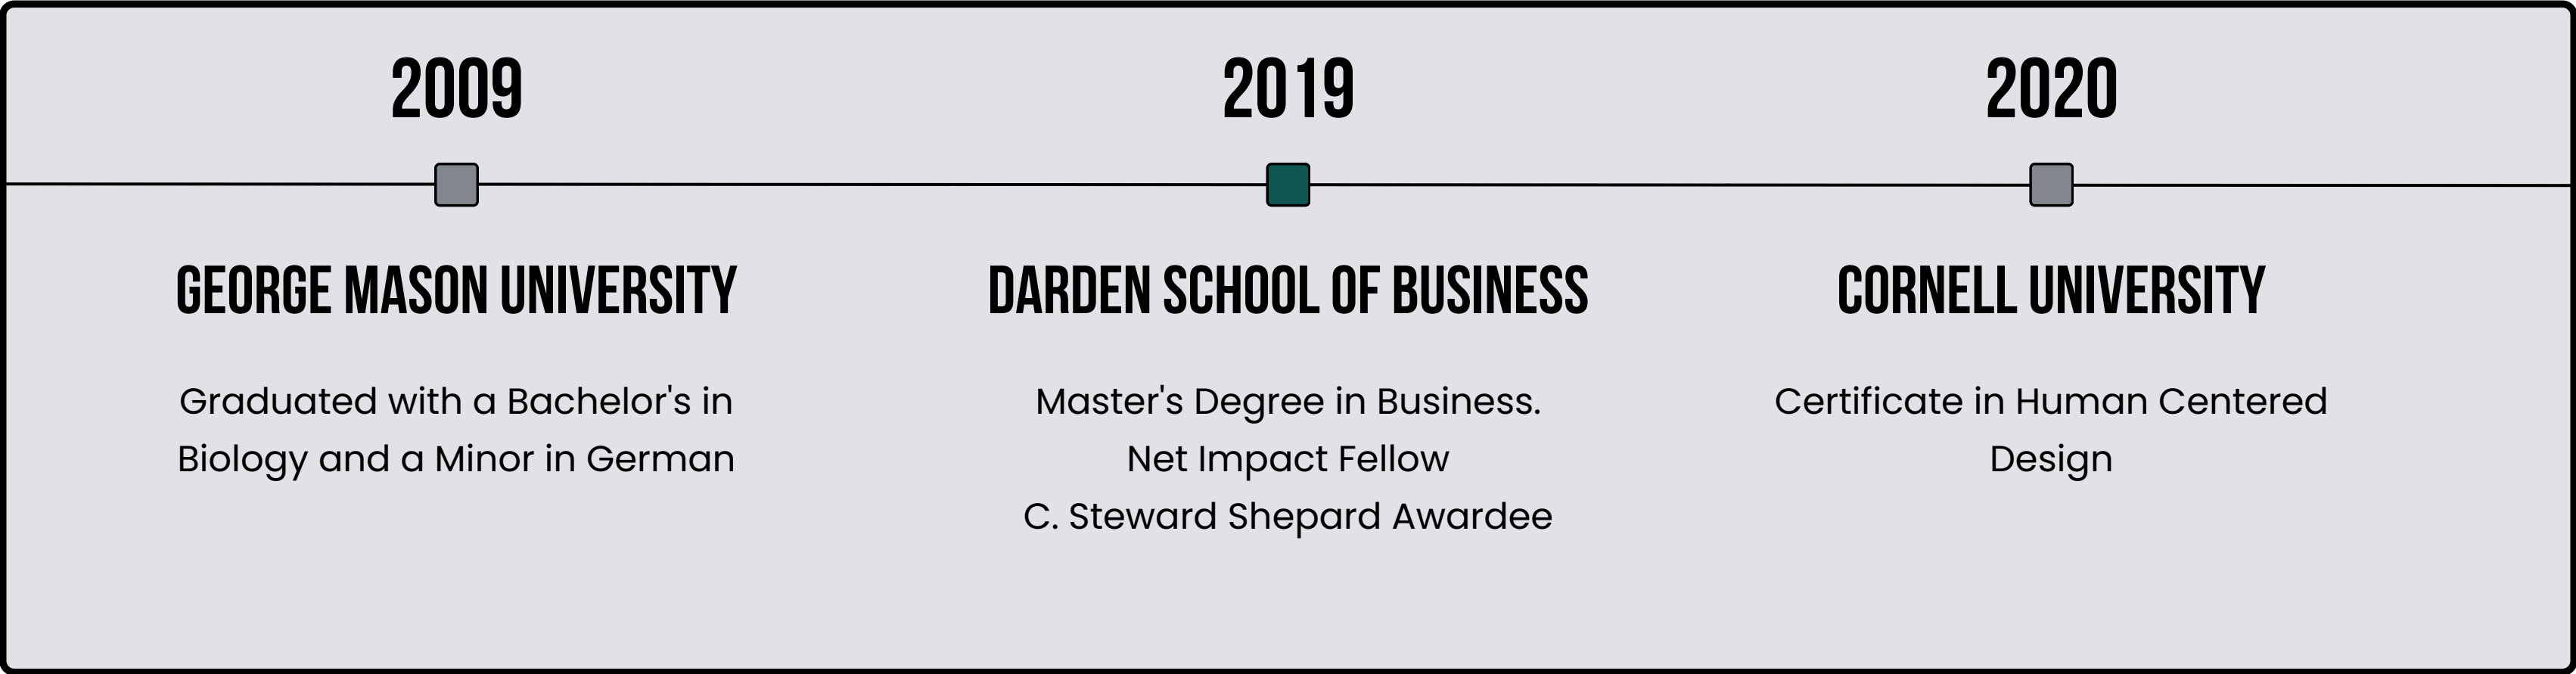 2009
GEORGE MASON UNIVERSITY
Graduated with a Bachelor's in
Biology and a Minor in German
2019
DARDEN SCHOOL OF BUSINESS
Master's Degree in Business.
Net Impact Fellow
C. Steward Shepard Awardee
2020
CORNELL UNIVERSITY
Certificate in Human Centered
Design